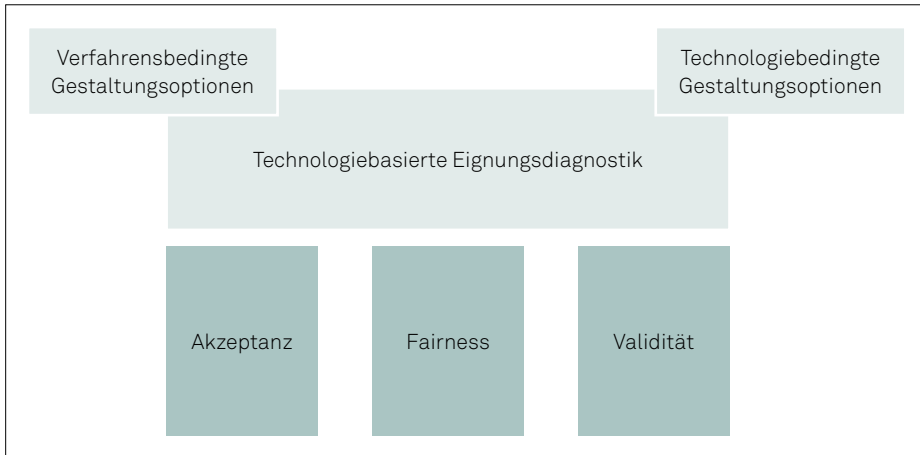 Verfahrensbedingte
Gestaltungsoptionen
Technologiebedingte
Gestaltungsoptionen
Technologiebasierte Eignungsdiagnostik
Akzeptanz
Fairness
Validität